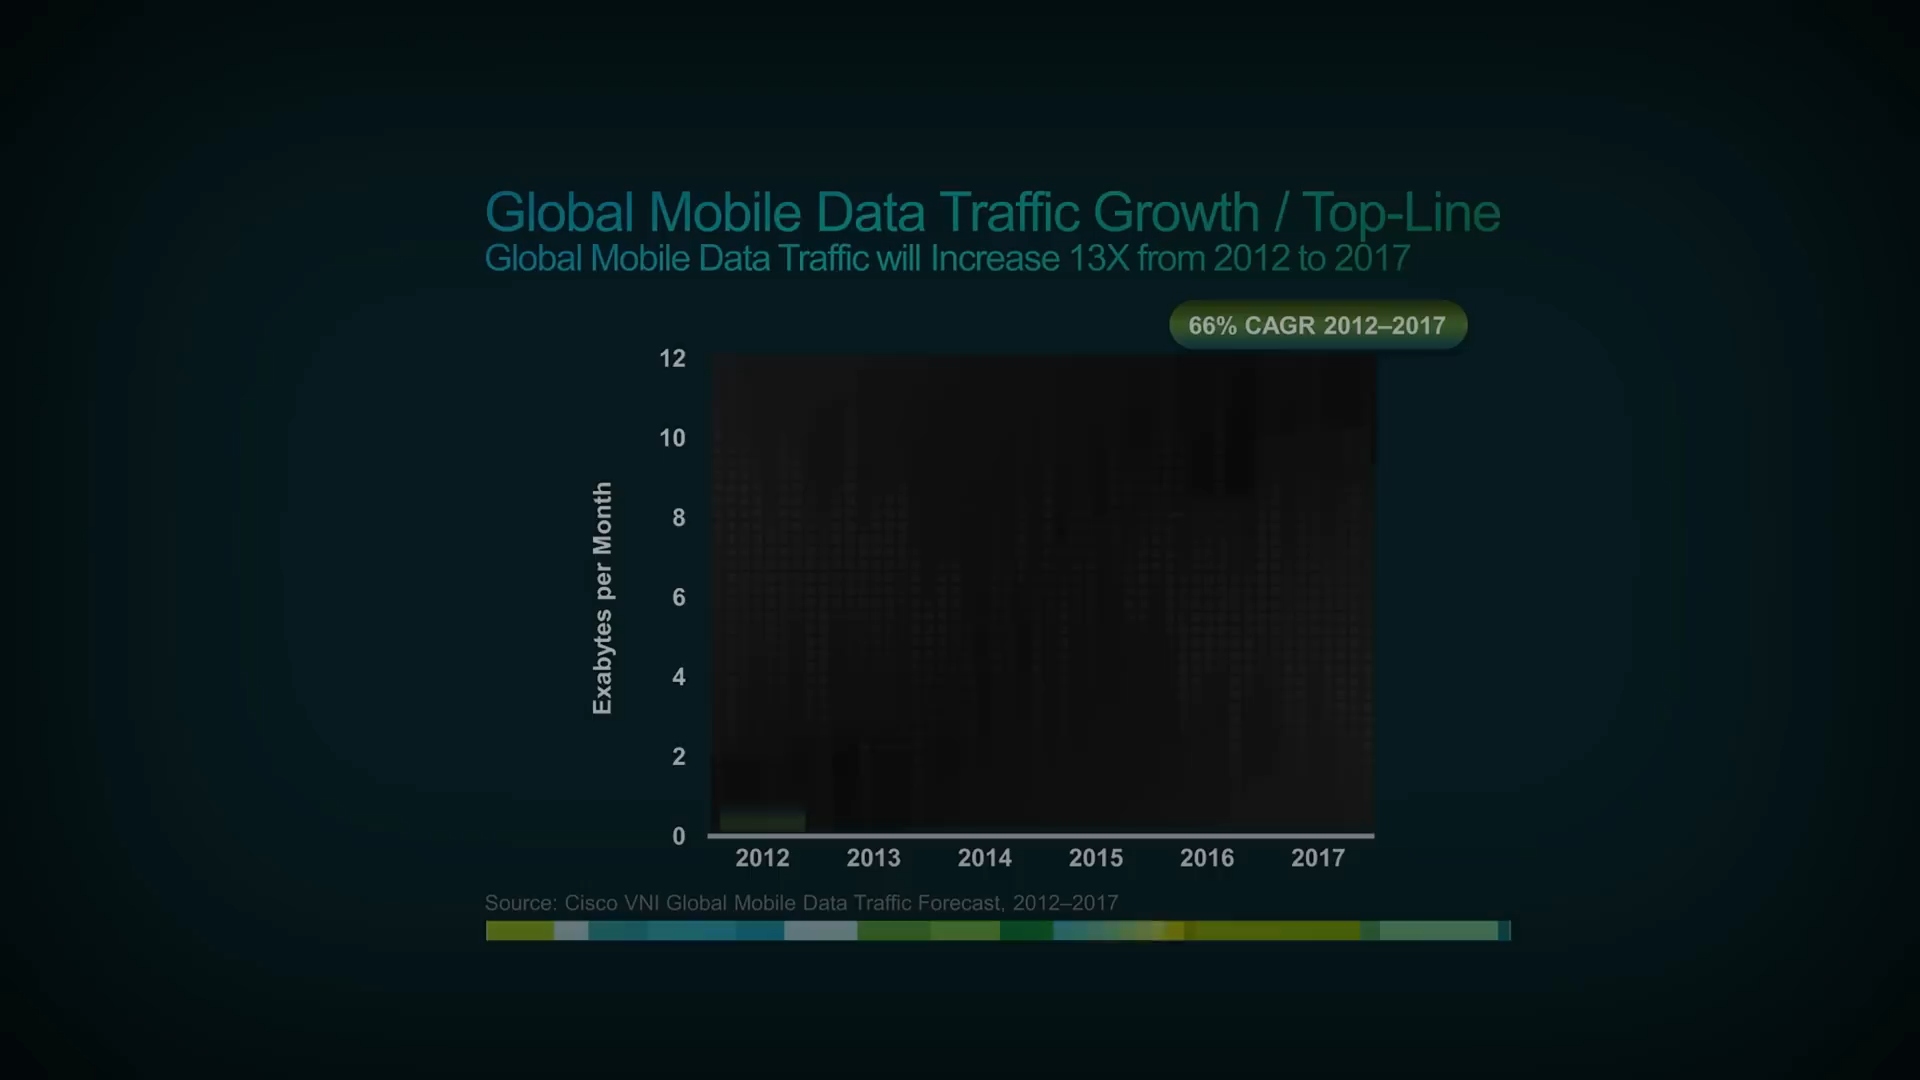 Global Mobile Data Traffic Growth / Top-Line
Global Mobile Data Traffic will Increase 13X from 2012 to 2017
66% CAGR 2012–2017
12
10
8
6
4
2
0
Exabytes per Month
2012 2013 2014 2015 2016 2017
Source: Cisco VNI Global Mobile Data Traffic Forecast, 2012–2017